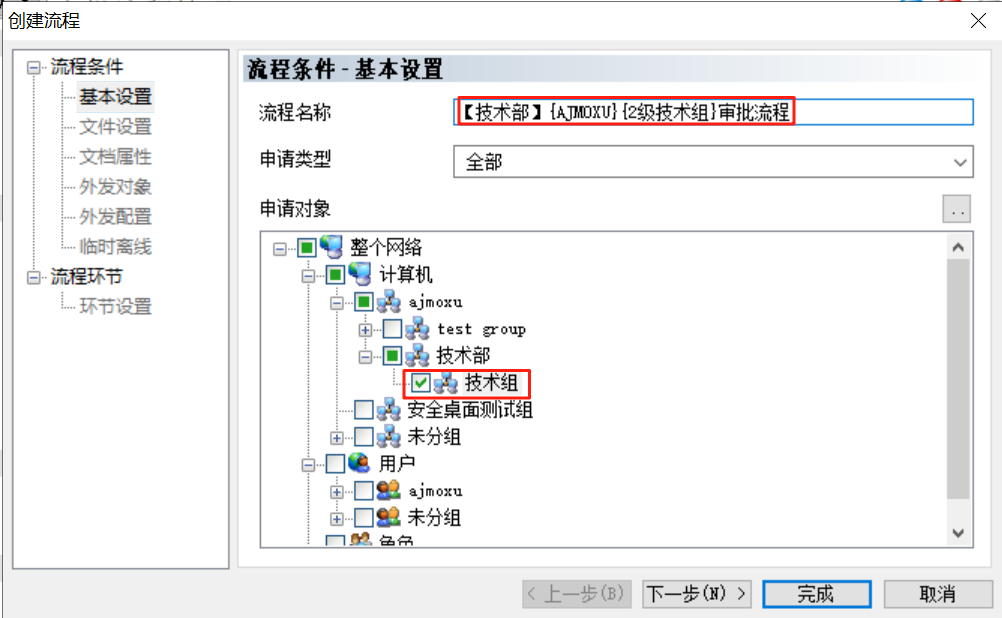 创建流程
流程条件
基本设置
文件设置
文档属性
外发对象
外发配置
临时离线
流程环节
环节设置
流程条件 - 基本设置
流程名称
【技术部】{AJMOXU}{2级技术组}审批流程
申请类型
全部
申请对象
..
整个网络
计算机
ajmoxu
test group
技术部
技术组
安全桌面测试组
未分组
用户
ajmoxu
未分组
角色
< 上一步(B)
下一步(N) >
完成
取消